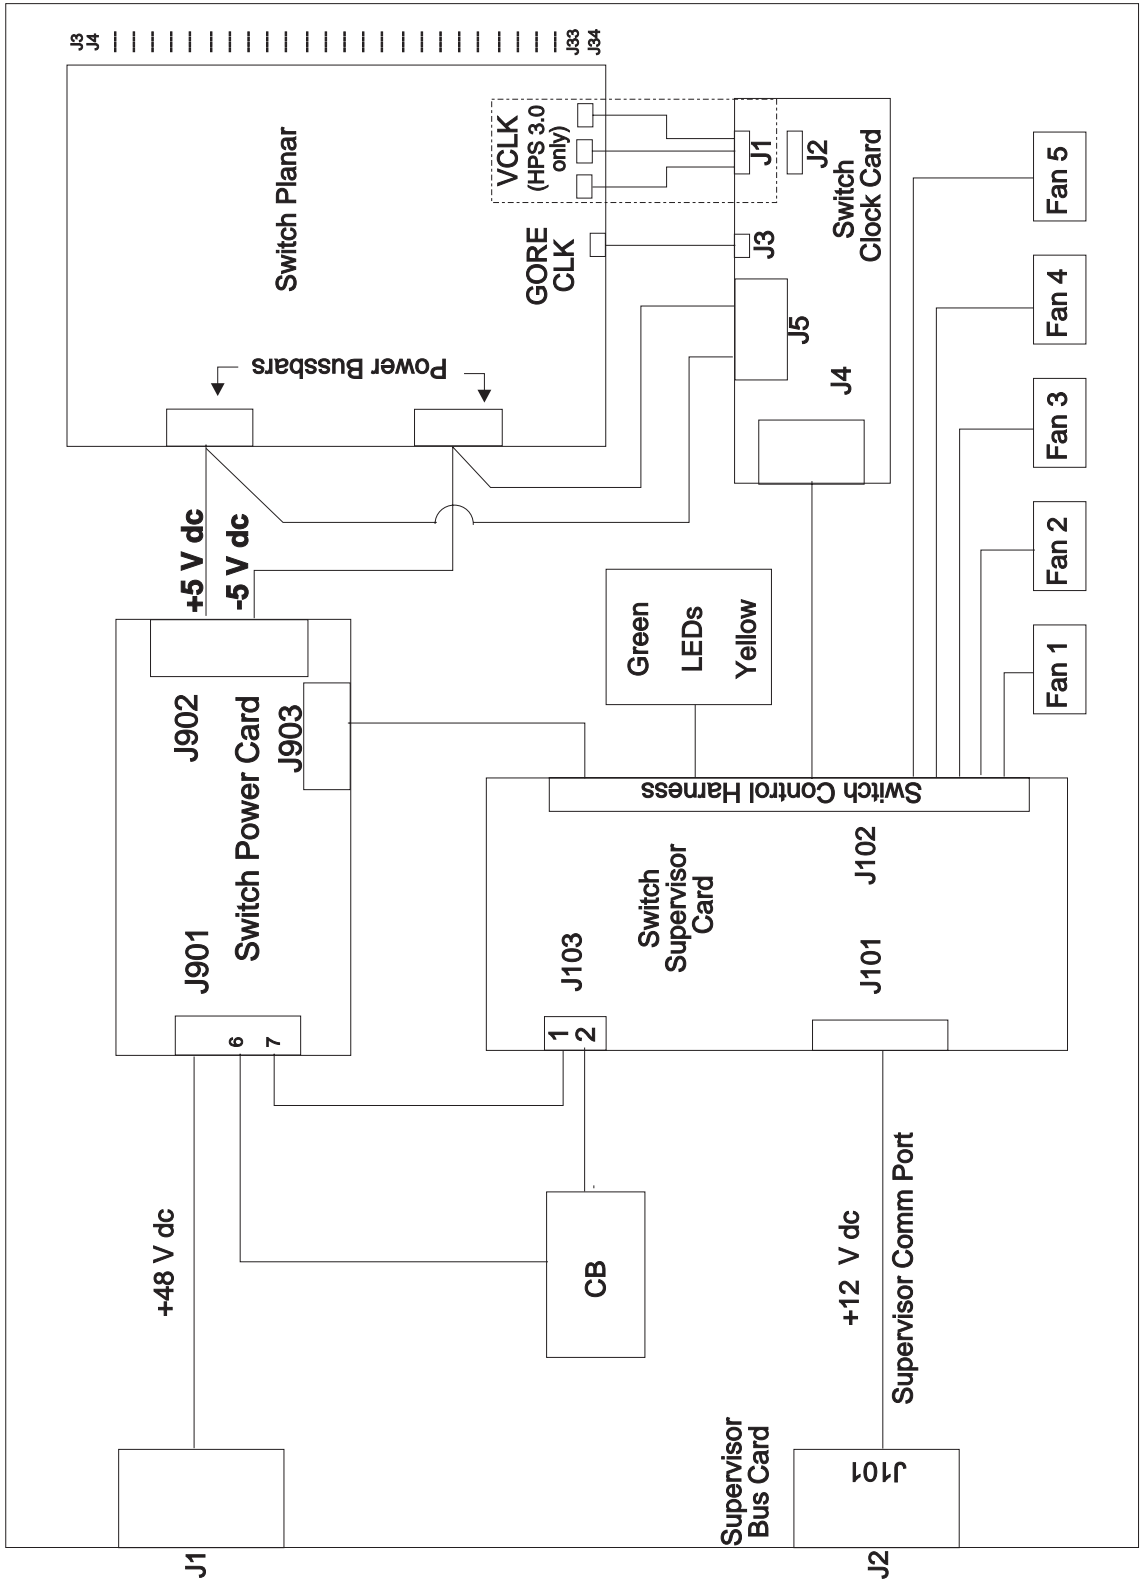 J3
J4
J33
J34
Switch Planar
VCLK
(HPS 3.0
only)
GORE
CLK
Power Bussbars
J1
J2
Switch
Clock Card
J3
J5
J4
+5 V dc
-5 V dc
J902
Switch Power Card
J903
J901
6
7
Green
LEDs
Yellow
Fan 5
Fan 4
Fan 3
Fan 2
Fan 1
Switch Control Harness
J102
Switch
Supervisor
Card
J103
1
2
J101
+48 V dc
CB
+12 V dc
Supervisor Comm Port
J1
Supervisor
Bus Card
J101
J2